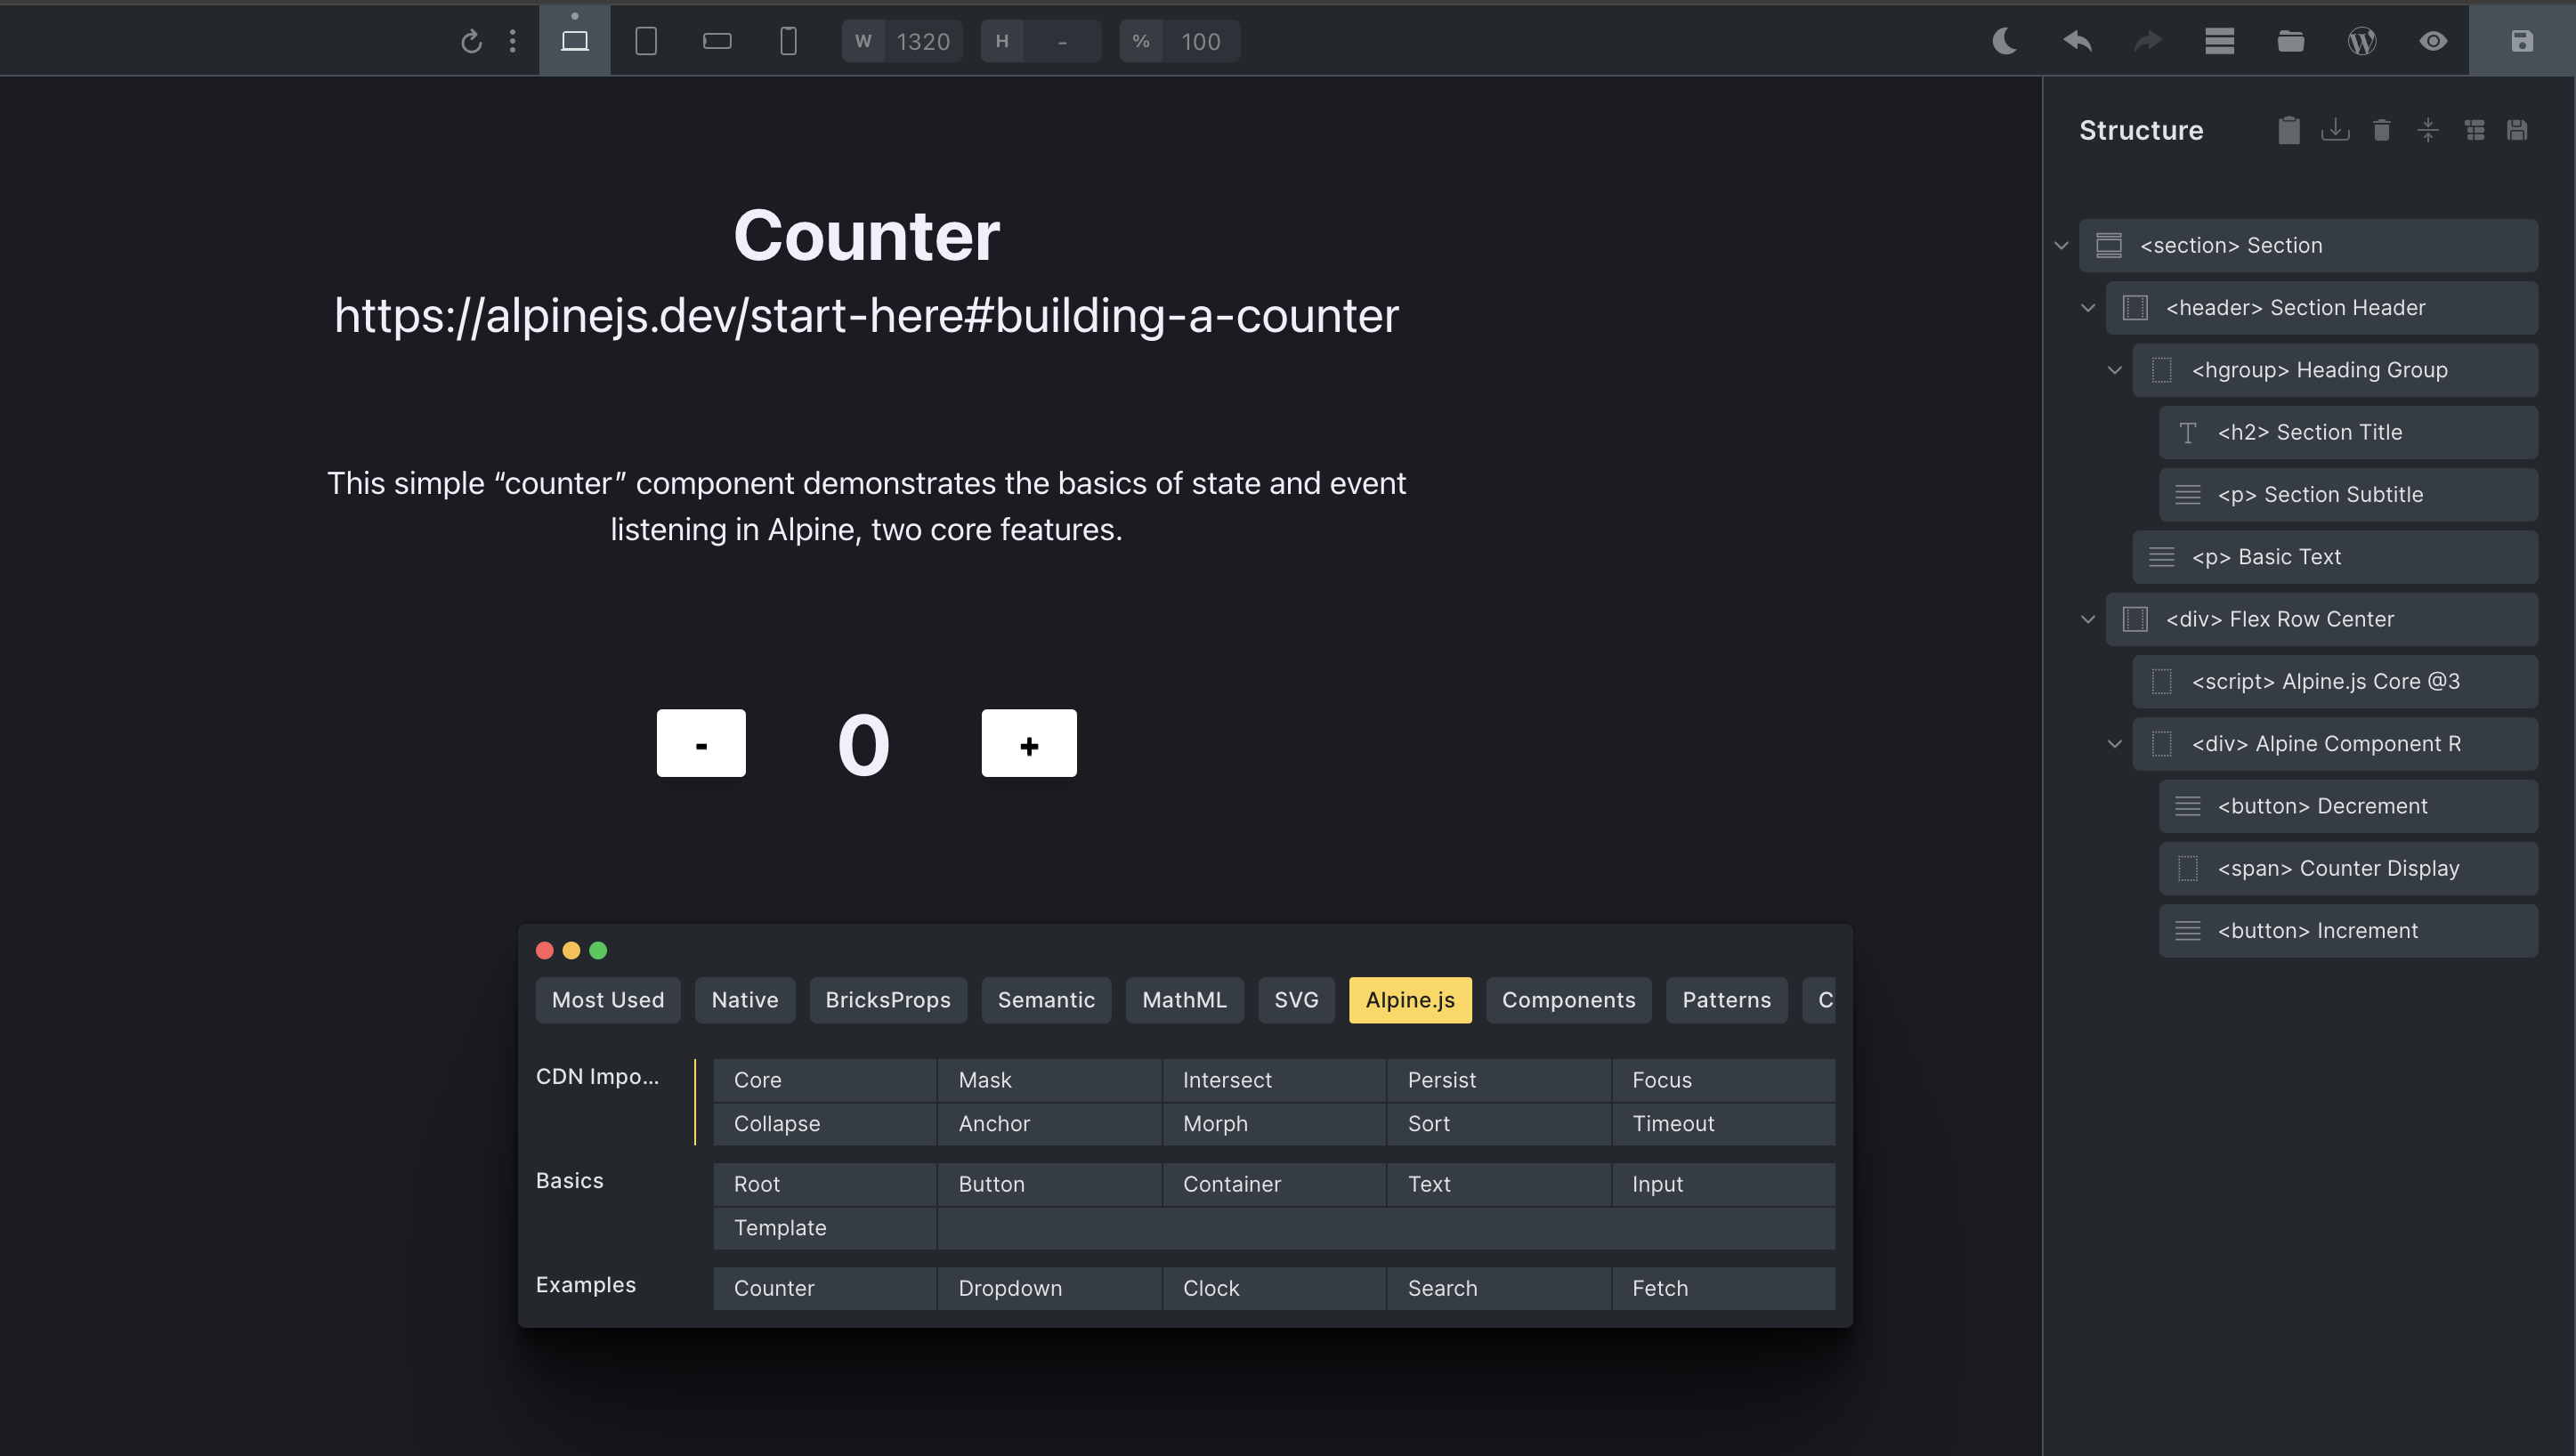 W 1320 H - % 100
Structure
Counter
https://alpinejs.dev/start-here#building-a-counter
This simple “counter” component demonstrates the basics of state and event
listening in Alpine, two core features.
- 0 +
Most Used Native BricksProps Semantic MathML SVG Alpine.js Components Patterns C
CDN Impo...
Core Mask Intersect Persist Focus
Collapse Anchor Morph Sort Timeout
Basics
Root Button Container Text Input
Template
Examples
Counter Dropdown Clock Search Fetch
<section> Section
<header> Section Header
<hgroup> Heading Group
<h2> Section Title
<p> Section Subtitle
<p> Basic Text
<div> Flex Row Center
<script> Alpine.js Core @3
<div> Alpine Component R
<button> Decrement
<span> Counter Display
<button> Increment